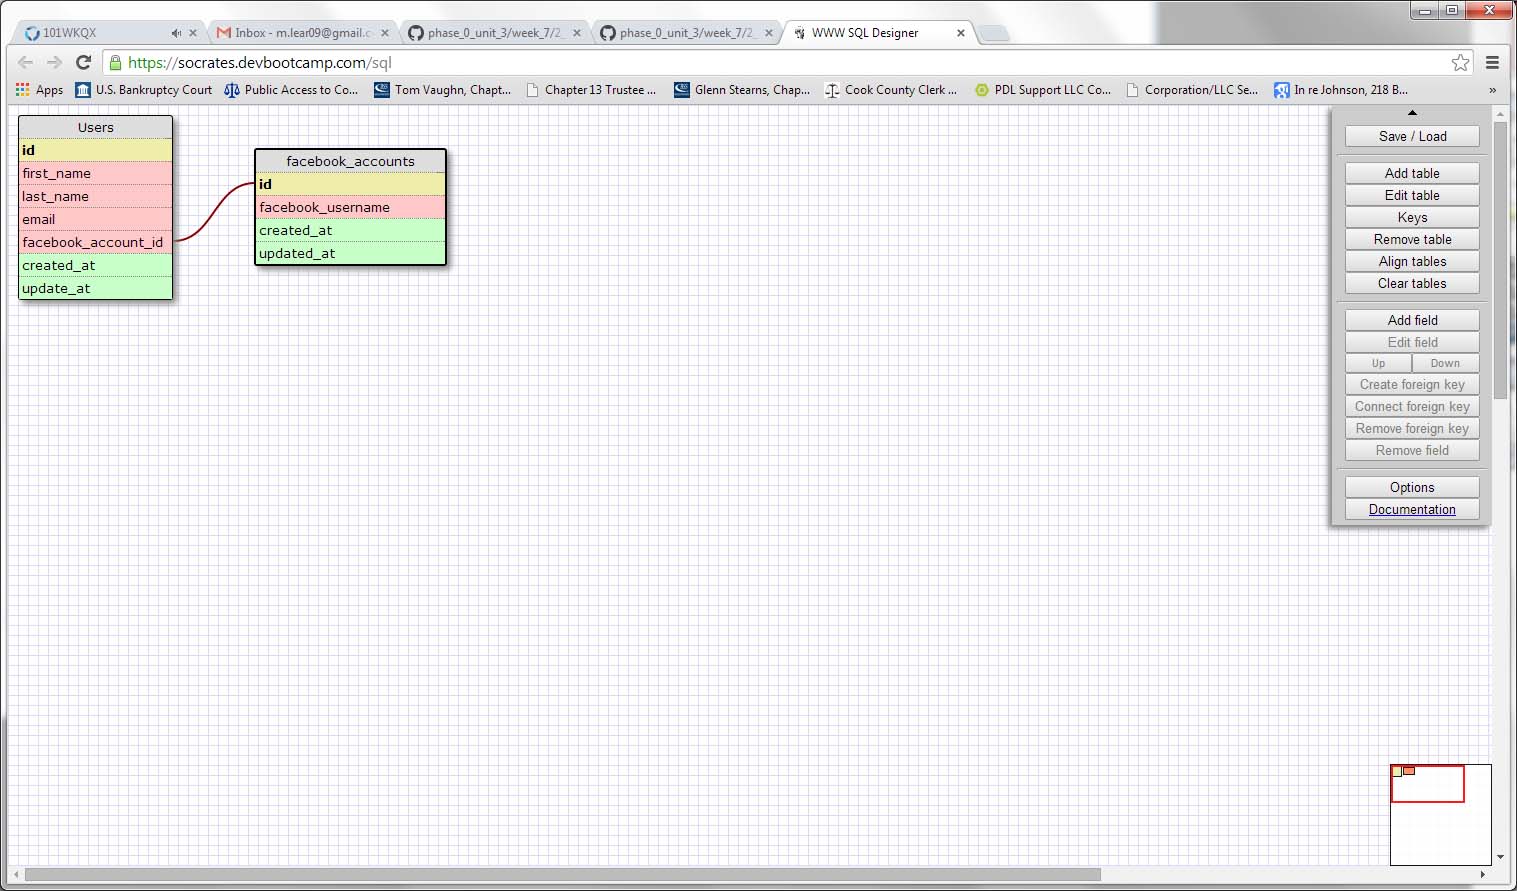 101WKQX
Inbox - m.lear09@gmail.c
phase_0_unit_3/week_7/2_
phase_0_unit_3/week_7/2_
WWW SQL Designer
https://socrates.devbootcamp.com/sql
Apps
U.S. Bankruptcy Court
Public Access to Co...
Tom Vaughn, Chapt...
Chapter 13 Trustee ...
Glenn Stearns, Chap...
Cook County Clerk ...
PDL Support LLC Co...
Corporation/LLC Se...
In re Johnson, 218 B...
»
Users
id
first_name
last_name
email
facebook_account_id
created_at
update_at
facebook_accounts
id
facebook_username
created_at
updated_at
Save / Load
Add table
Edit table
Keys
Remove table
Align tables
Clear tables
Add field
Edit field
Up Down
Create foreign key
Connect foreign key
Remove foreign key
Remove field
Options
Documentation